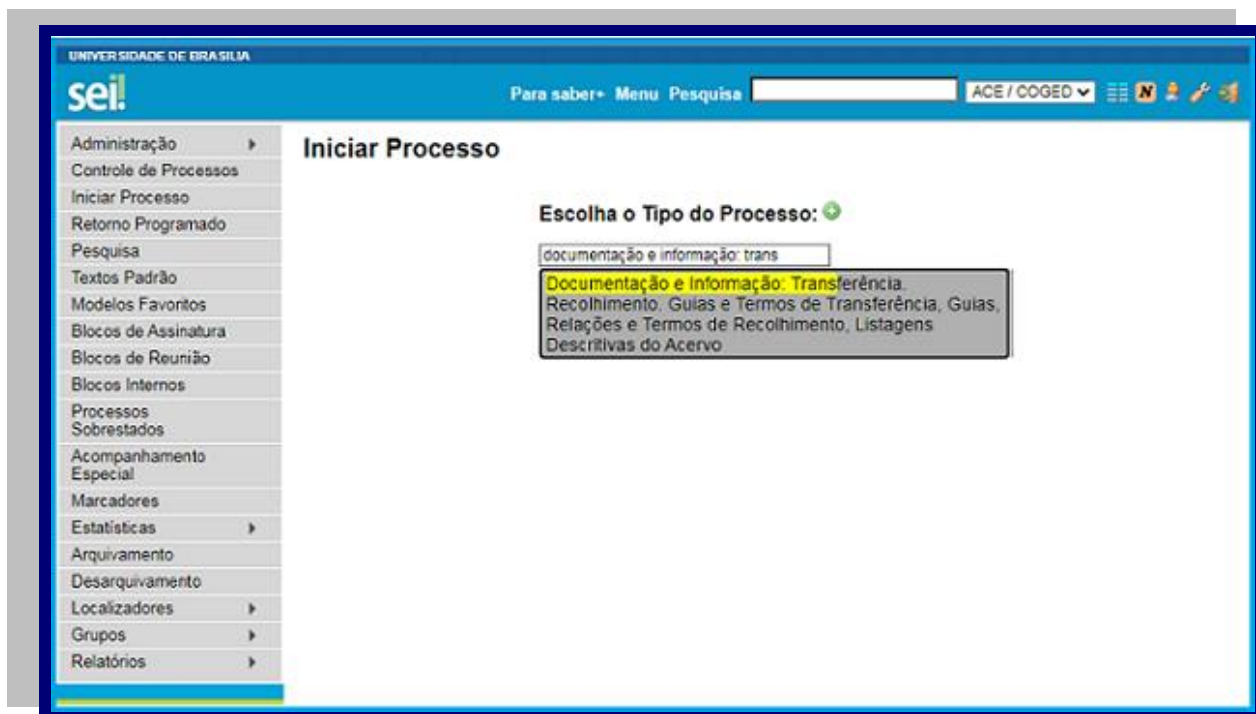 UNIVERSIDADE DE BRASILIA
sei!
Para saber+ Menu Pesquisa
ACE / COGED
N
Administração
Controle de Processos
Iniciar Processo
Retorno Programado
Pesquisa
Textos Padrão
Modelos Favoritos
Blocos de Assinatura
Blocos de Reunião
Blocos Internos
Processos
Sobrestados
Acompanhamento
Especial
Marcadores
Estatísticas
Arquivamento
Desarquivamento
Localizadores
Grupos
Relatórios
Iniciar Processo
Escolha o Tipo do Processo:
documentação e informação: trans
Documentação e Informação: Transferência.
Recolhimento. Guias e Termos de Transferência, Guias,
Relações e Termos de Recolhimento, Listagens
Descritivas do Acervo